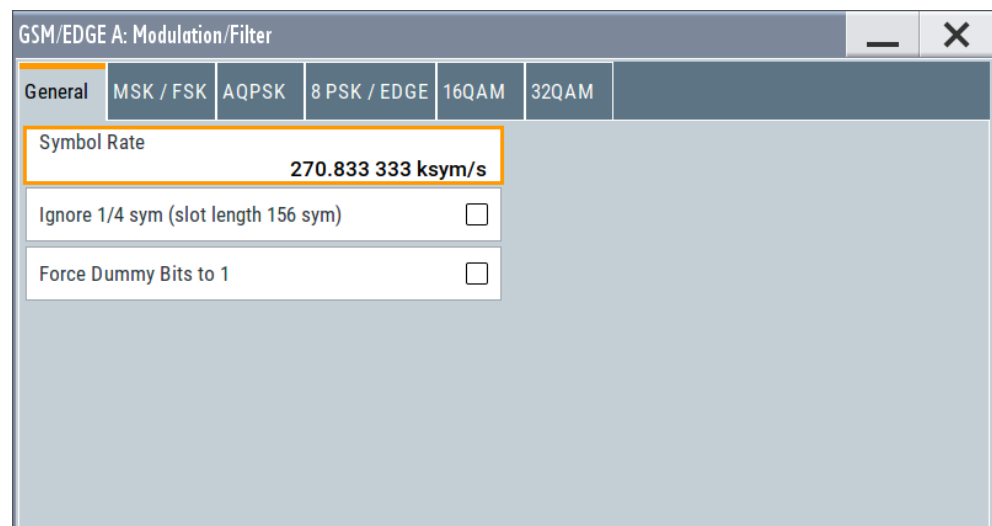 GSM/EDGE A: Modulation/Filter
General MSK / FSK AQPSK 8 PSK / EDGE 16QAM 32QAM
Symbol Rate
270.833 333 ksym/s
Ignore 1/4 sym (slot length 156 sym)
Force Dummy Bits to 1